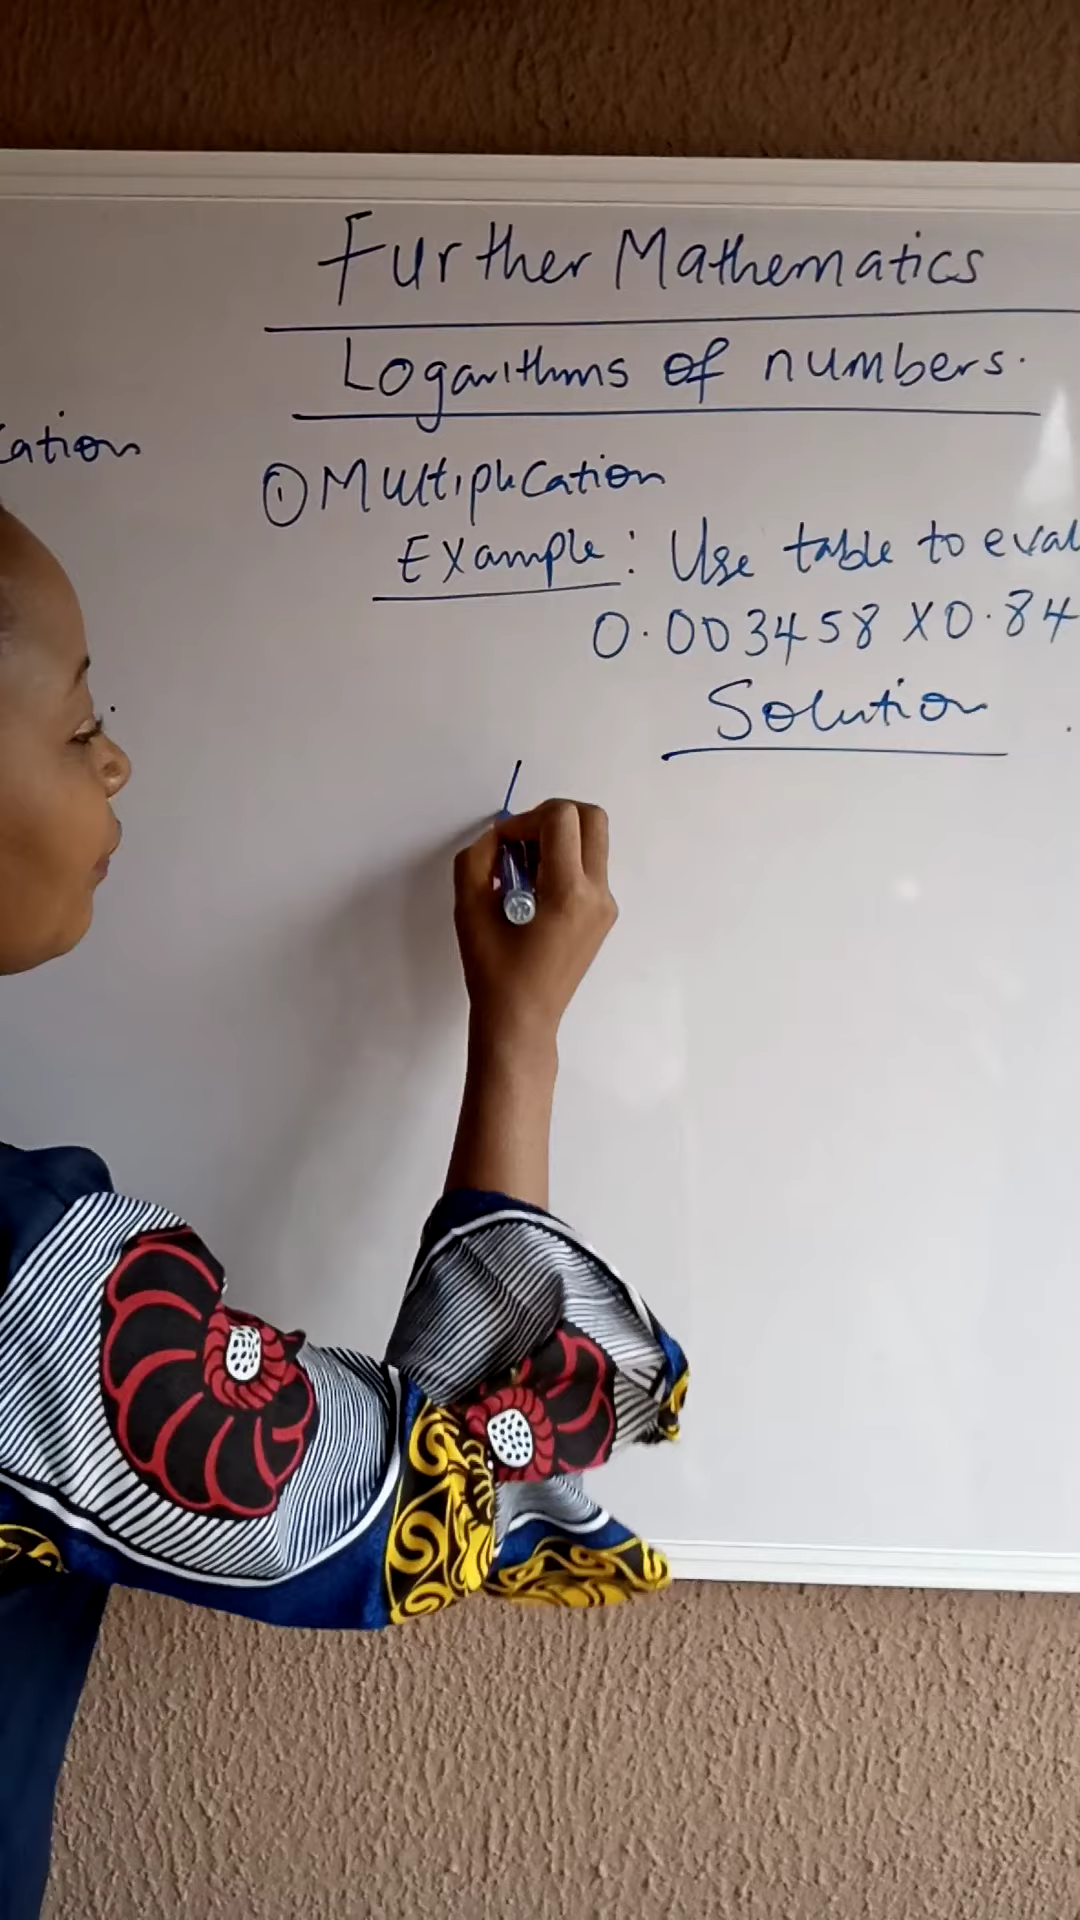 Further Mathematics
Logarithms of numbers.
cation
① Multiplication
Example: Use table to eval
0.003458 X 0.84
Solution